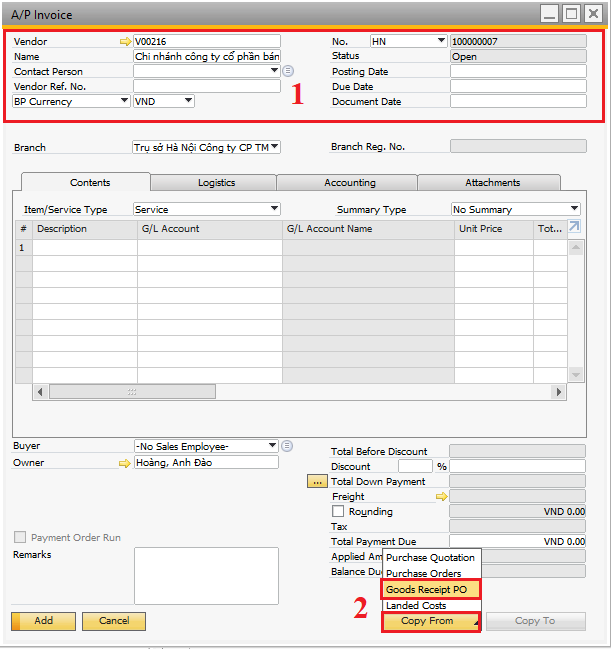 A/P Invoice
Vendor V00216 No. HN 100000007
Name Chi nhánh công ty cổ phần bán Status Open
Contact Person Posting Date
Vendor Ref. No. Due Date
BP Currency VND Document Date
1
Branch Trụ sở Hà Nội Công ty CP TM Branch Reg. No.
Contents Logistics Accounting Attachments
Item/Service Type Service Summary Type No Summary
# Description G/L Account G/L Account Name Unit Price Tot...
1
Buyer -No Sales Employee- Total Before Discount
Owner Hoàng, Anh Đào Discount %
... Total Down Payment
Freight
Rounding VND 0.00
Payment Order Run Tax
Remarks Total Payment Due VND 0.00
Applied Am
Balance Du
Purchase Quotation
Purchase Orders
Goods Receipt PO
Landed Costs
2
Add Cancel Copy From Copy To